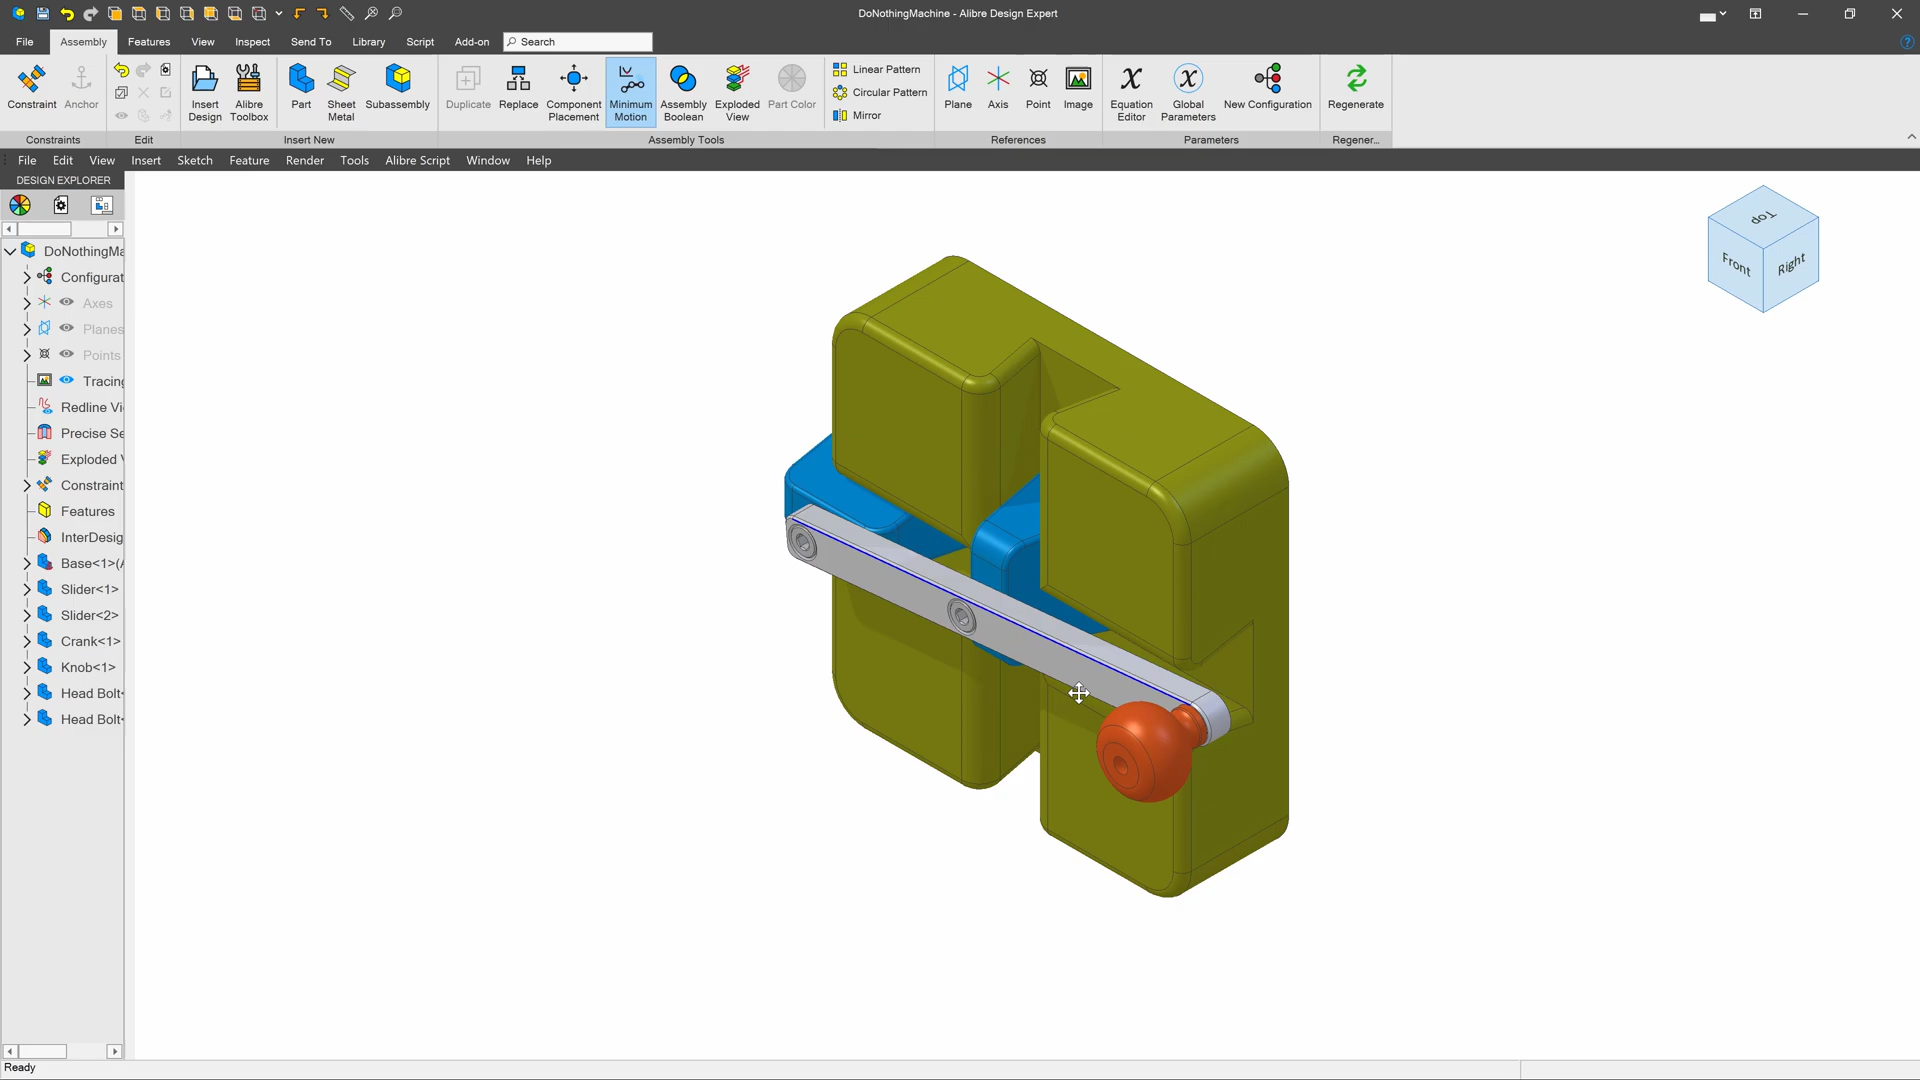 DoNothingMachine - Alibre Design Expert
File Assembly Features View Inspect Send To Library Script Add-on Search
Constraint Anchor Insert Design Alibre Toolbox Part Sheet Metal Subassembly Duplicate Replace Component Placement Minimum Motion Assembly Boolean Exploded View Part Color Linear Pattern Circular Pattern Mirror Plane Axis Point Image Equation Editor Global Parameters New Configuration Regenerate
Constraints Edit Insert New Assembly Tools References Parameters Regener...
File Edit View Insert Sketch Feature Render Tools Alibre Script Window Help
DESIGN EXPLORER
DoNothingMa
Configurat
Axes
Planes
Points
Tracing
Redline Vi
Precise Se
Exploded V
Constraint
Features
InterDesig
Base<1>(A
Slider<1>
Slider<2>
Crank<1>
Knob<1>
Head Bolt<
Head Bolt<
Top
Front Right
Ready